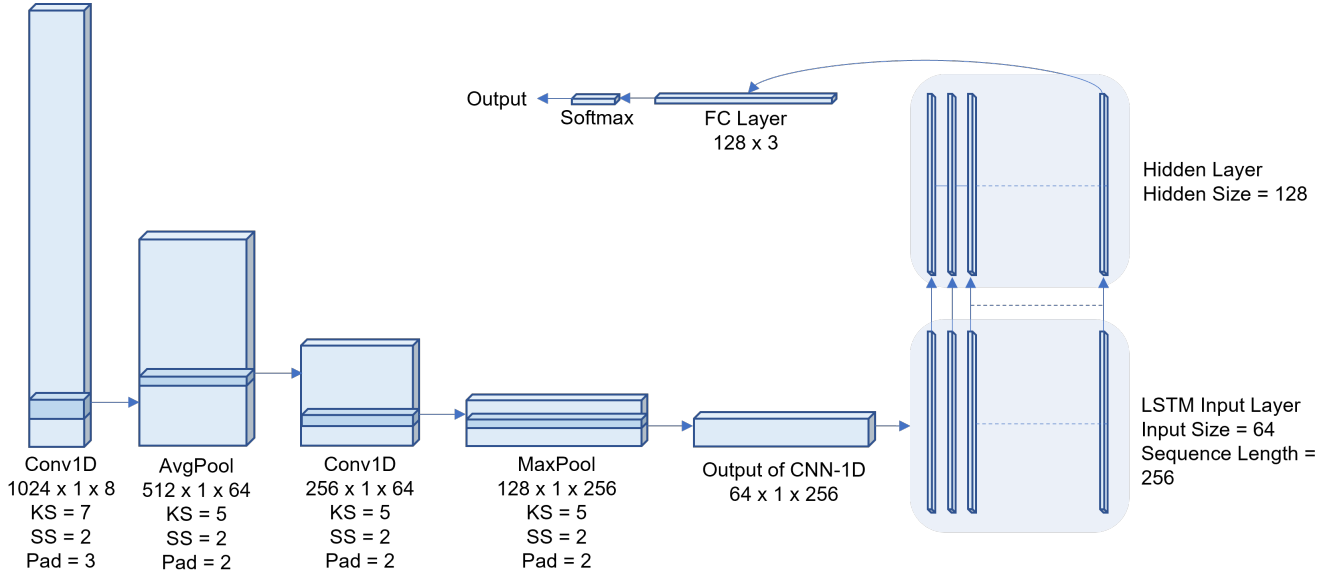 Output
Softmax
FC Layer
128 x 3
Hidden Layer
Hidden Size = 128
Conv1D
1024 x 1 x 8
KS = 7
SS = 2
Pad = 3
AvgPool
512 x 1 x 64
KS = 5
SS = 2
Pad = 2
Conv1D
256 x 1 x 64
KS = 5
SS = 2
Pad = 2
MaxPool
128 x 1 x 256
KS = 5
SS = 2
Pad = 2
Output of CNN-1D
64 x 1 x 256
LSTM Input Layer
Input Size = 64
Sequence Length =
256